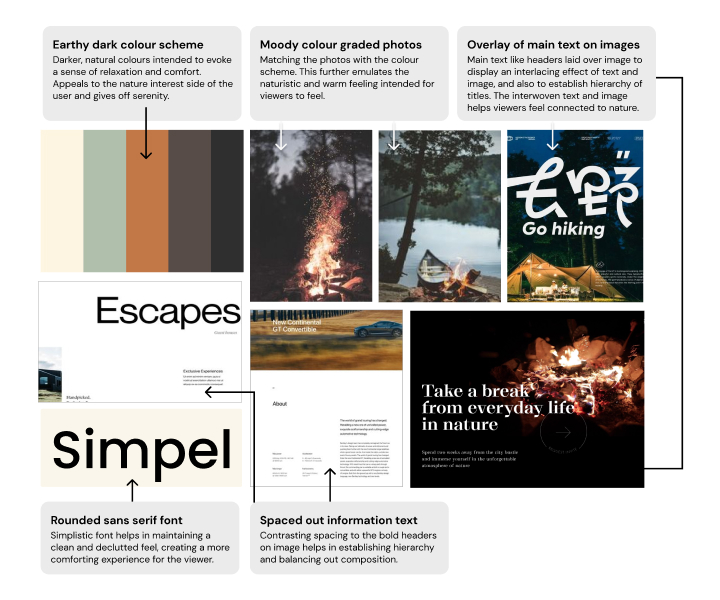 Earthy dark colour scheme
Darker, natural colours intended to evoke
a sense of relaxation and comfort.
Appeals to the nature interest side of the
user and gives off serenity.
Moody colour graded photos
Matching the photos with the colour
scheme. This further emulates the
naturistic and warm feeling intended for
viewers to feel.
Overlay of main text on images
Main text like headers laid over image to
display an interlacing effect of text and
image, and also to establish hierarchy of
titles. The interwoven text and image
helps viewers feel connected to nature.
Go hiking
Escapes
Exclusive Experiences
Handpicked.
New Continental
GT Convertible
About
Take a break
from everyday life
in nature
Spend two weeks away from the city hustle
and immerse yourself to the unforgettable
atmosphere of nature
Simpel
Rounded sans serif font
Simplistic font helps in maintaining a
clean and declutted feel, creating a more
comforting experience for the viewer.
Spaced out information text
Contrasting spacing to the bold headers
on image helps in establishing hierarchy
and balancing out composition.